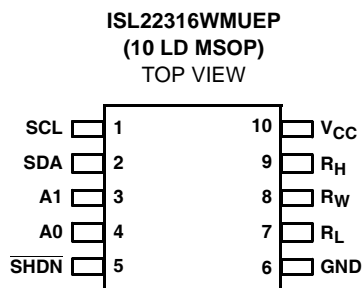 ISL22316WMUEP
(10 LD MSOP)
TOP VIEW
SCL 1 10 VCC
SDA 2 9 RH
A1 3 8 RW
A0 4 7 RL
SHDN 5 6 GND